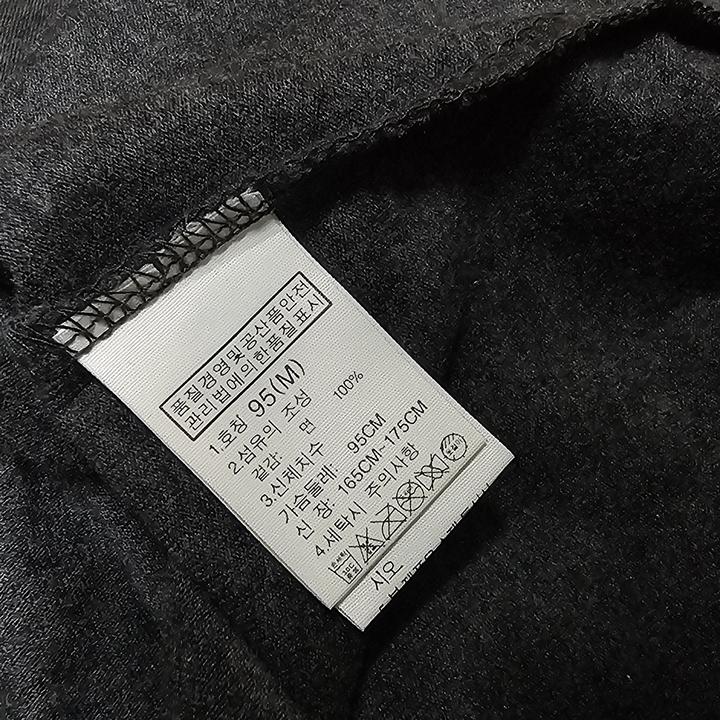 품질경영및공산품안전
관리법에의한품질표시
1.호칭 95(M)
2섬유의 조성
겉감: 면 100%
3.신체치수
가슴둘레: 95CM
신 장: 165CM~175CM
4.세탁시 주의사항
시오